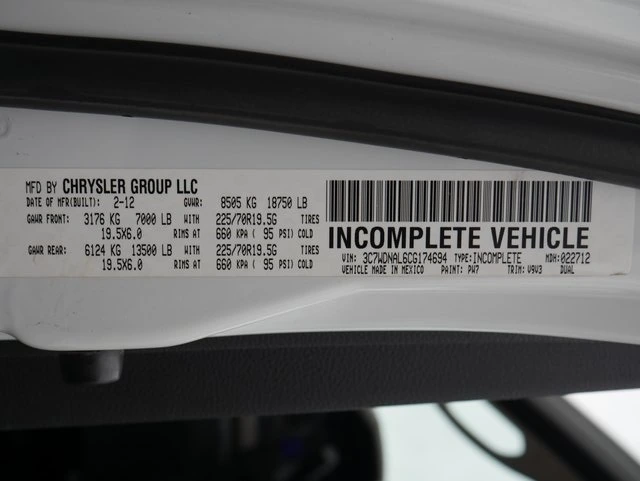 MFD BY CHRYSLER GROUP LLC
DATE OF MFR(BUILT): 2-12 GVWR: 8505 KG 18750 LB
GAWR FRONT: 3176 KG 7000 LB WITH 225/70R19.5G TIRES
19.5X6.0 RIMS AT 660 KPA ( 95 PSI) COLD
GAWR REAR: 6124 KG 13500 LB WITH 225/70R19.5G TIRES
19.5X6.0 RIMS AT 660 KPA ( 95 PSI) COLD
INCOMPLETE VEHICLE
VIN: 3C7WDNAL6CG174694 TYPE: INCOMPLETE MDH: 022712
VEHICLE MADE IN MEXICO PAINT: PW7 TRIM: V9V3 DUAL